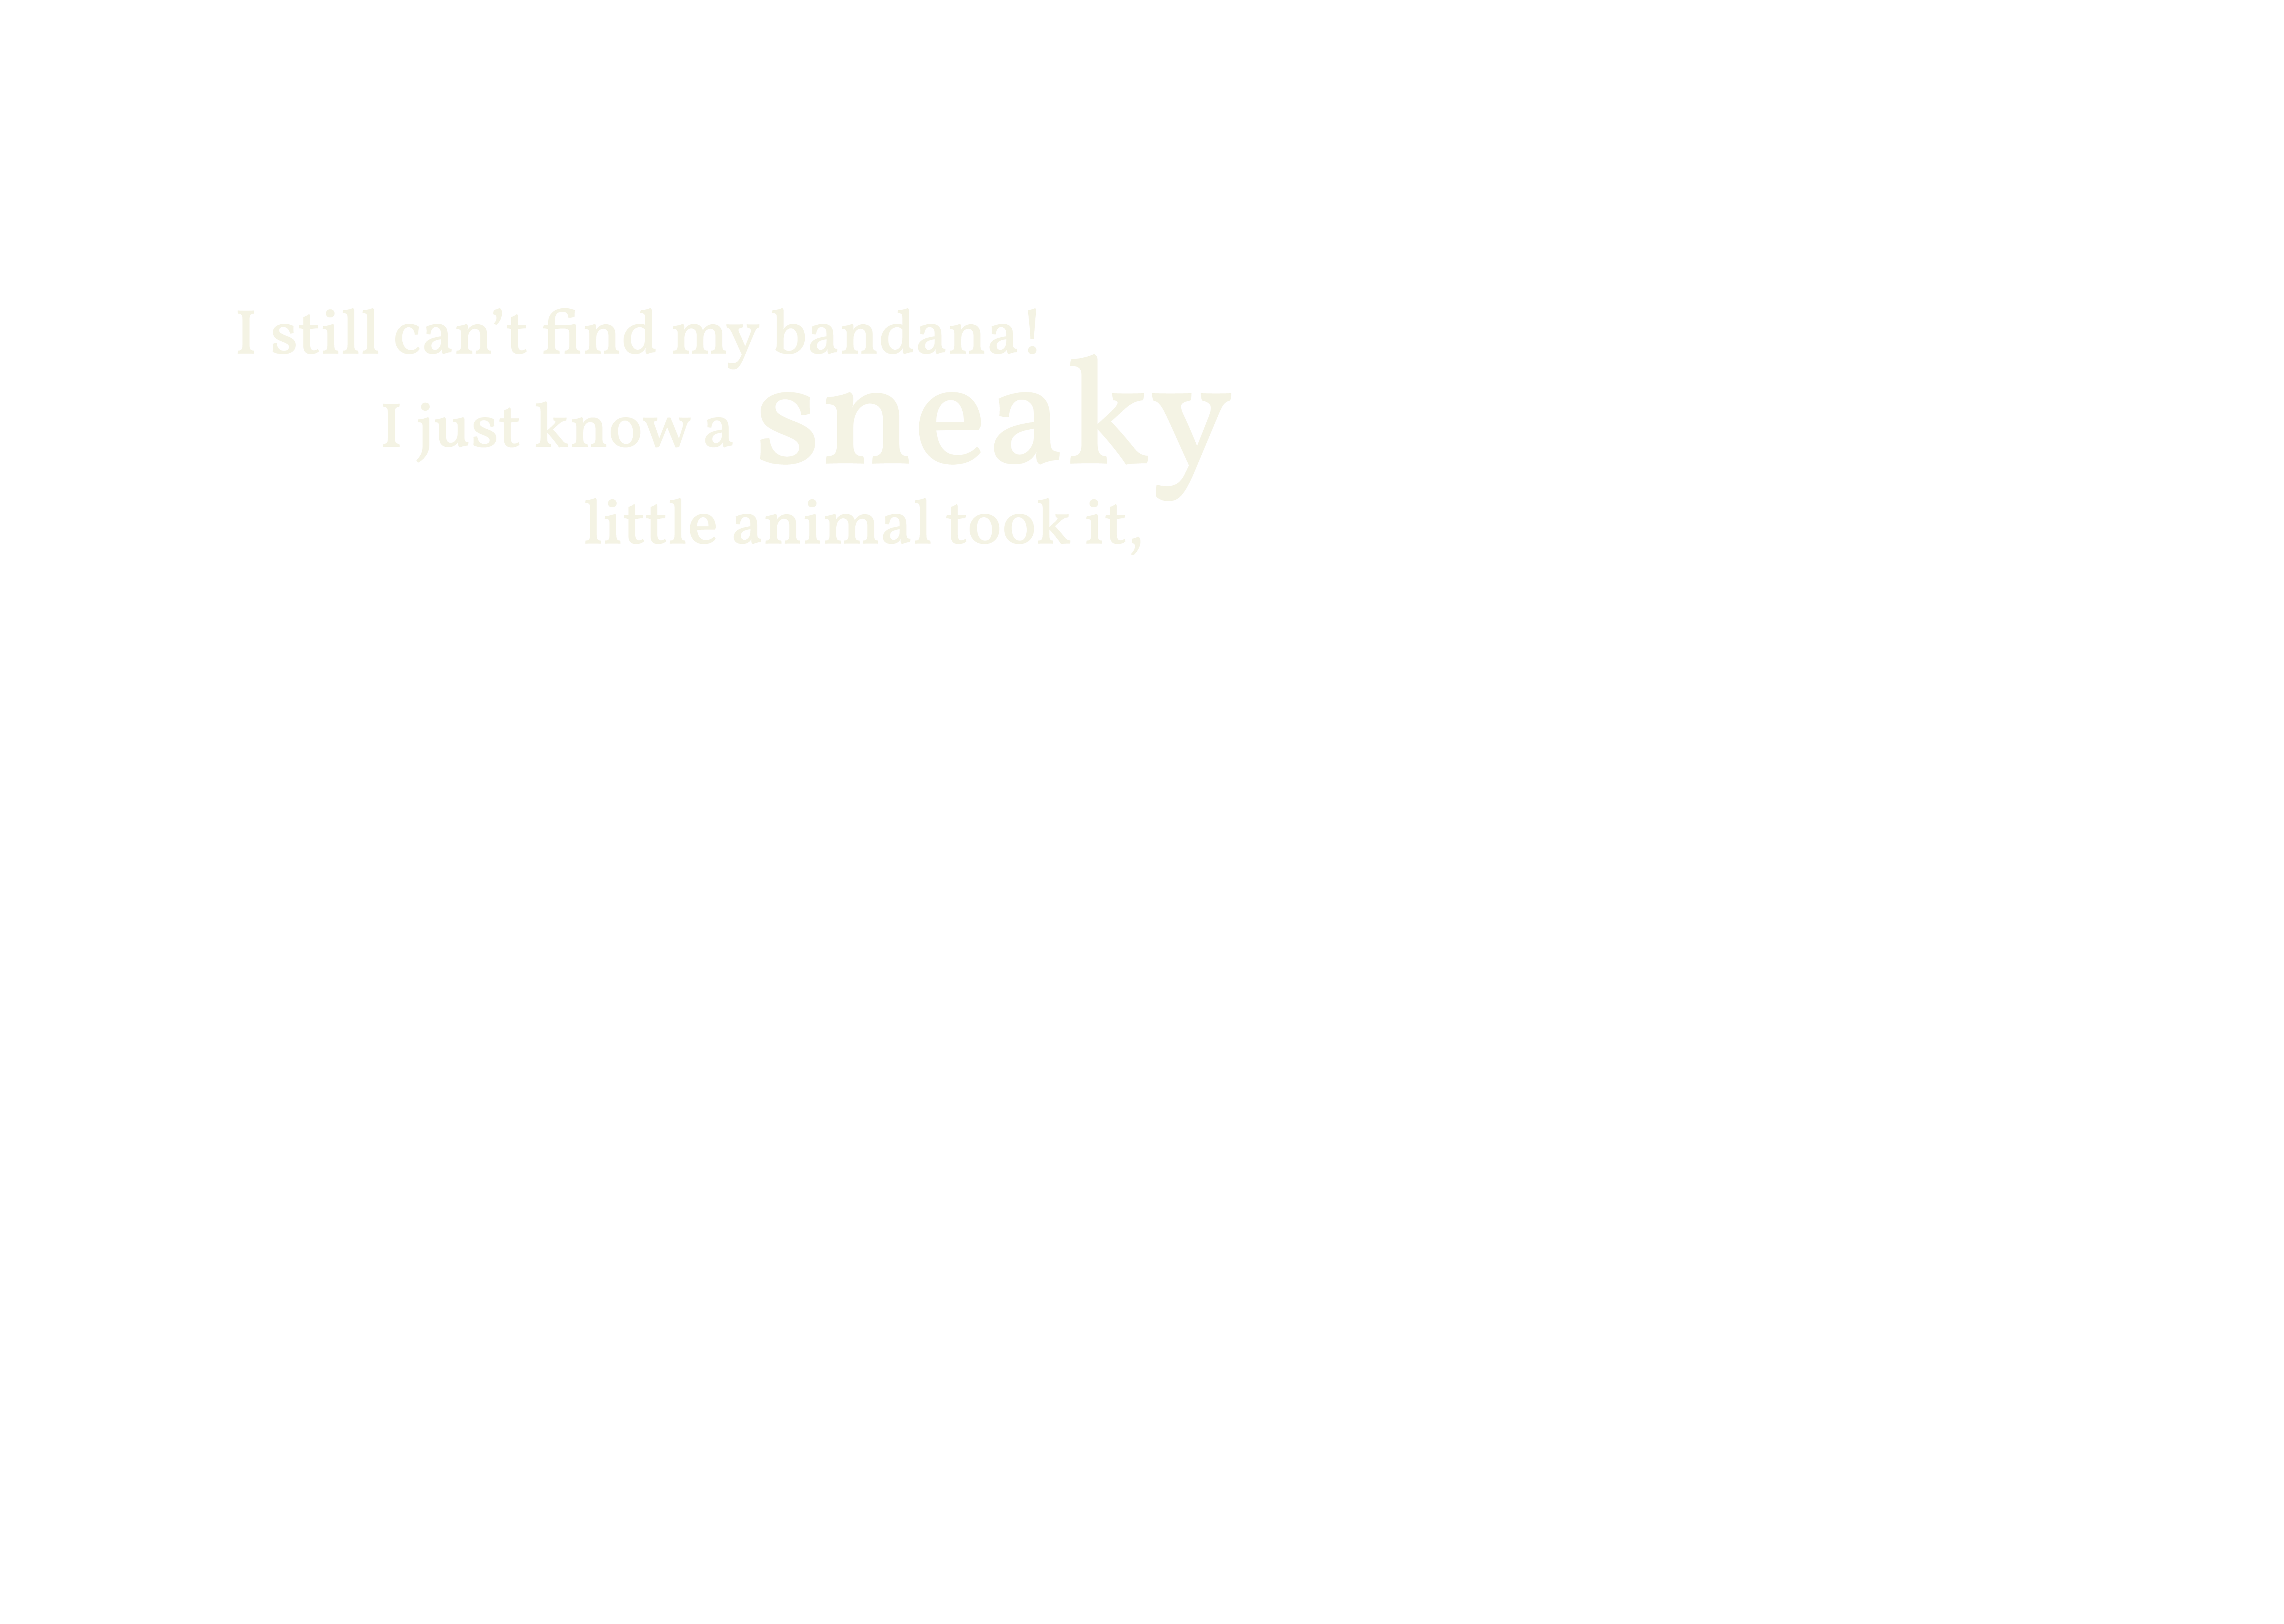 I still can’t find my bandana!
I just know a sneaky
little animal took it,